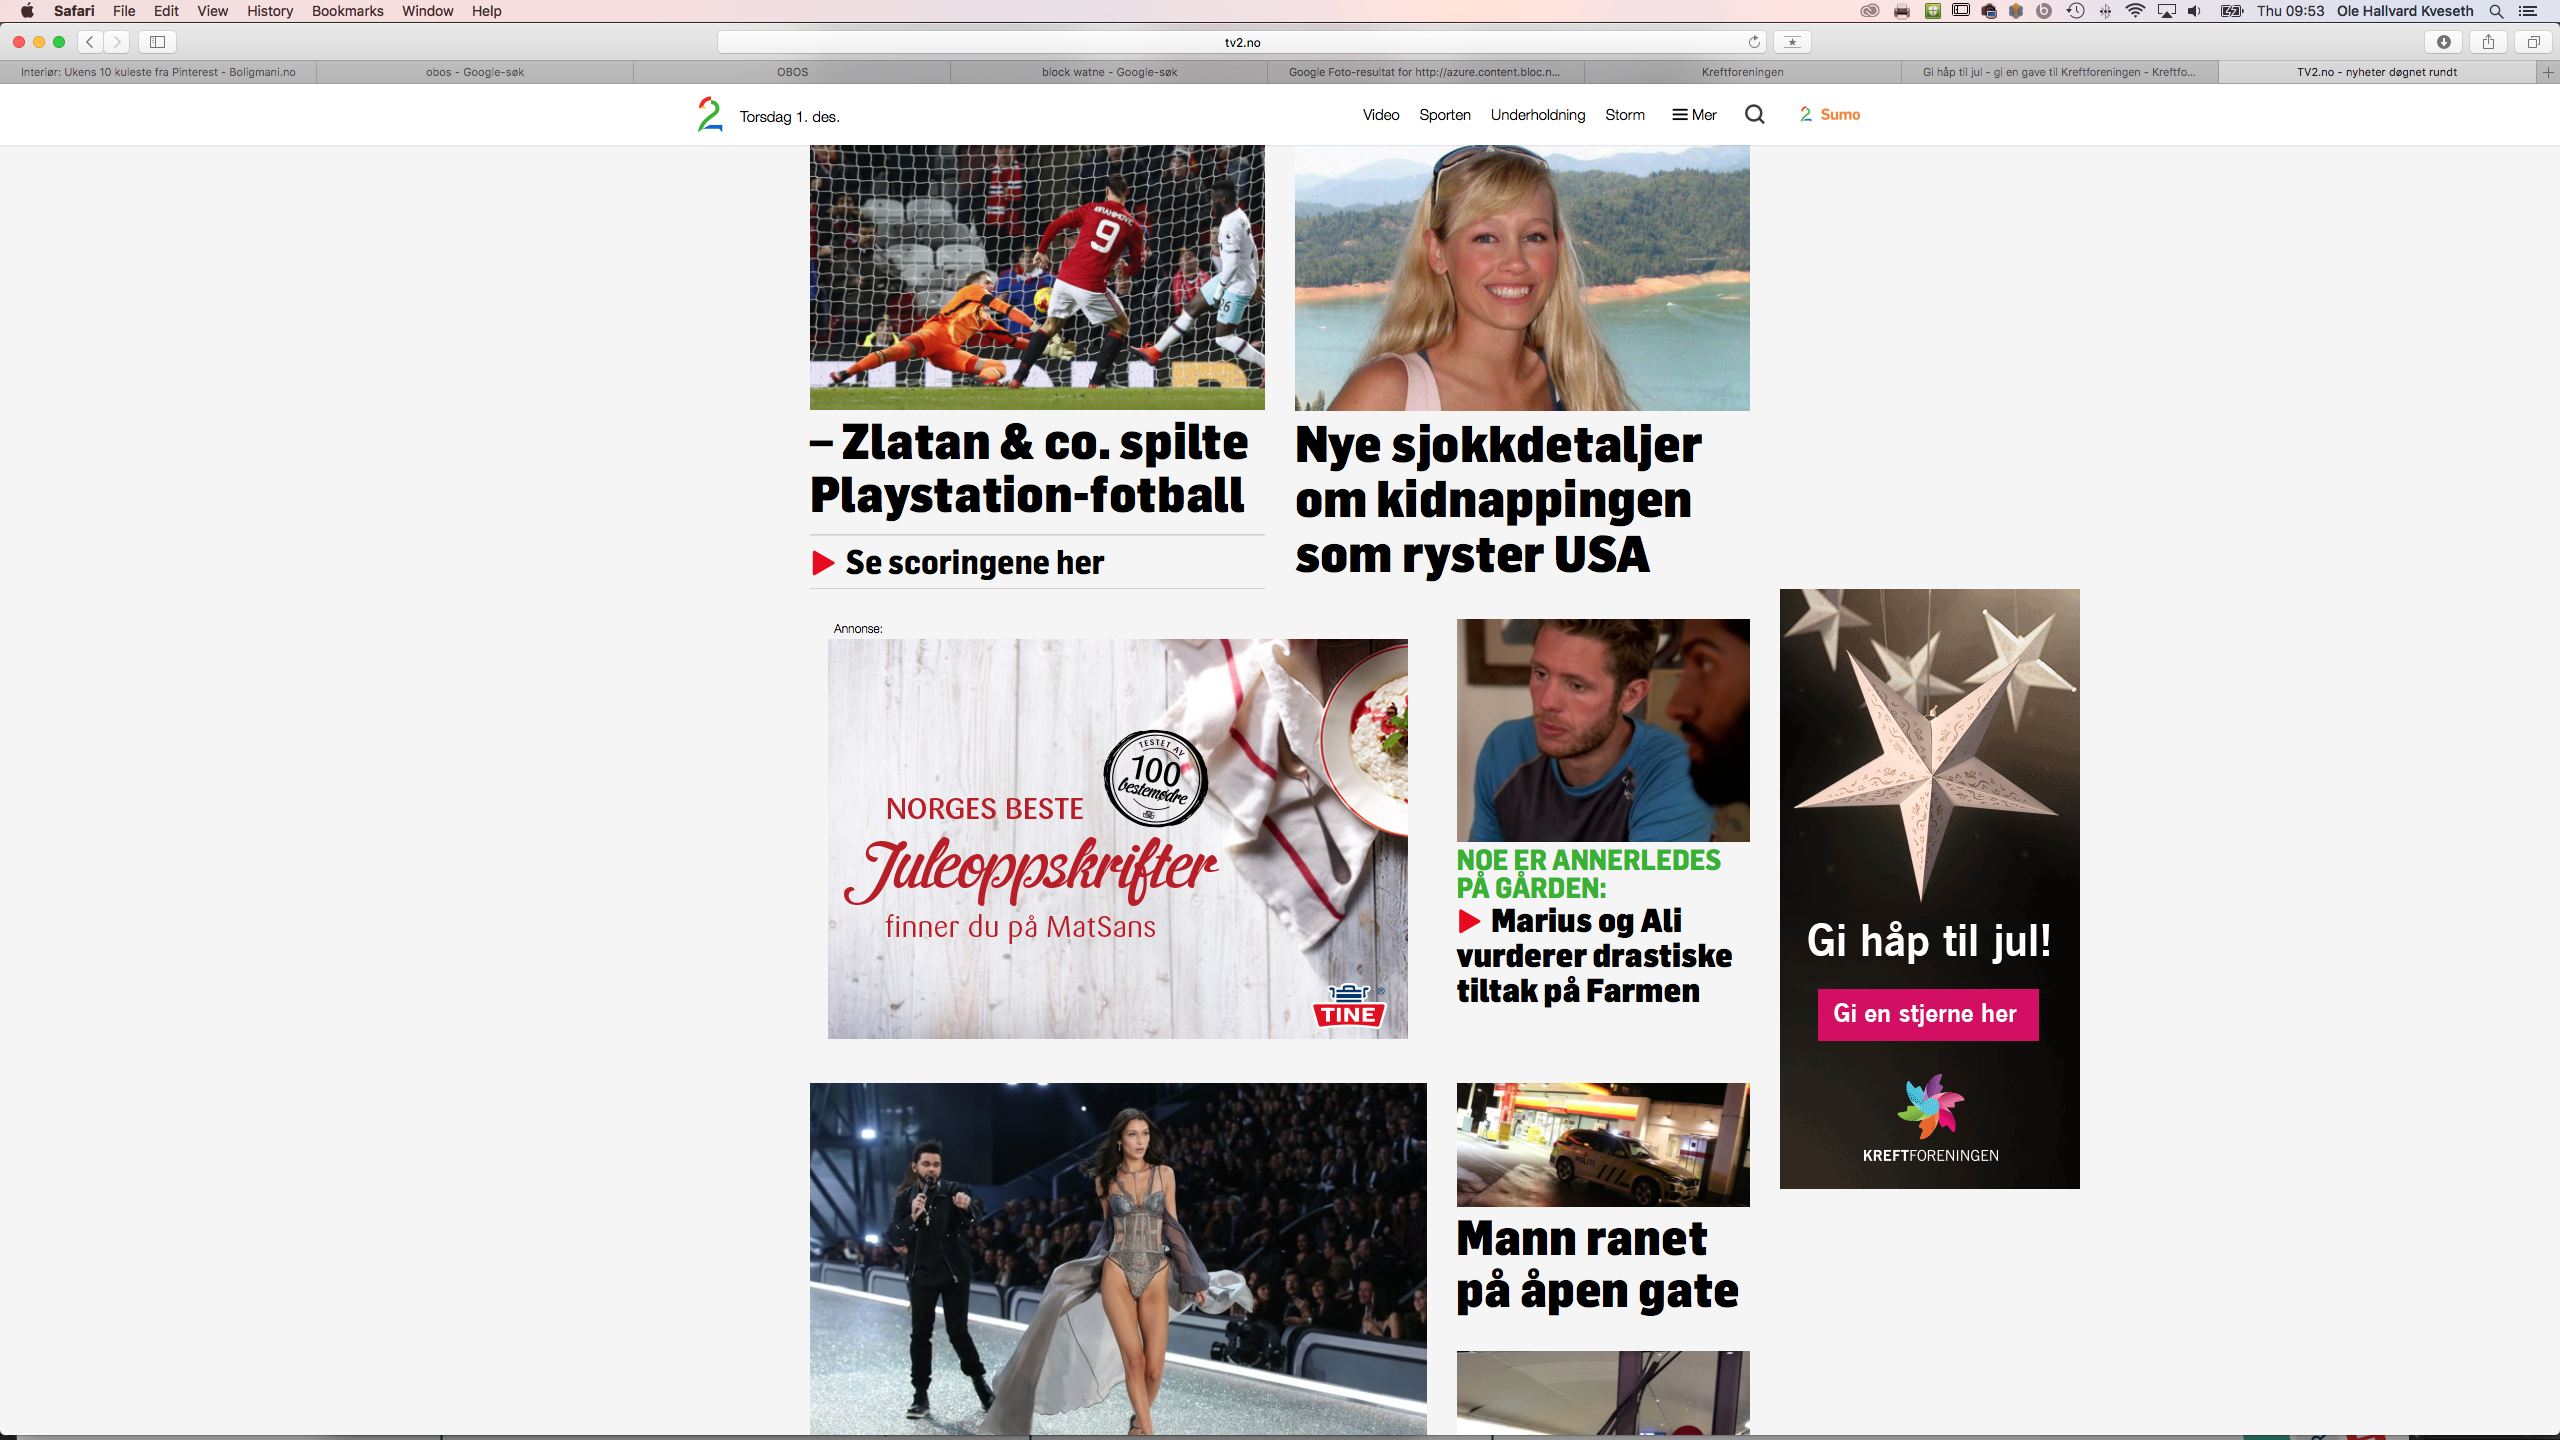 Safari File Edit View History Bookmarks Window Help Thu 09:53 Ole Hallvard Kveseth
tv2.no
Interiør: Ukens 10 kuleste fra Pinterest - Boligmani.no obos - Google-søk OBOS block watne - Google-søk Google Foto-resultat for http://azure.content.bloc.n... Kreftforeningen Gi håp til jul - gi en gave til Kreftforeningen - Kreftfo... TV2.no - nyheter døgnet rundt
2 Torsdag 1. des. Video Sporten Underholdning Storm Mer 2 Sumo
IBRAHIMOVIC
9
26
– Zlatan & co. spilte
Playstation-fotball
Se scoringene her
Nye sjokkdetaljer
om kidnappingen
som ryster USA
Annonse:
TESTET AV
100
bestemødre
NORGES BESTE
Juleoppskrifter
finner du på MatSans
TINE ®
NOE ER ANNERLEDES
PÅ GÅRDEN:
Marius og Ali
vurderer drastiske
tiltak på Farmen
Gi håp til jul!
Gi en stjerne her
KREFTFORENINGEN
POLITI
Mann ranet
på åpen gate